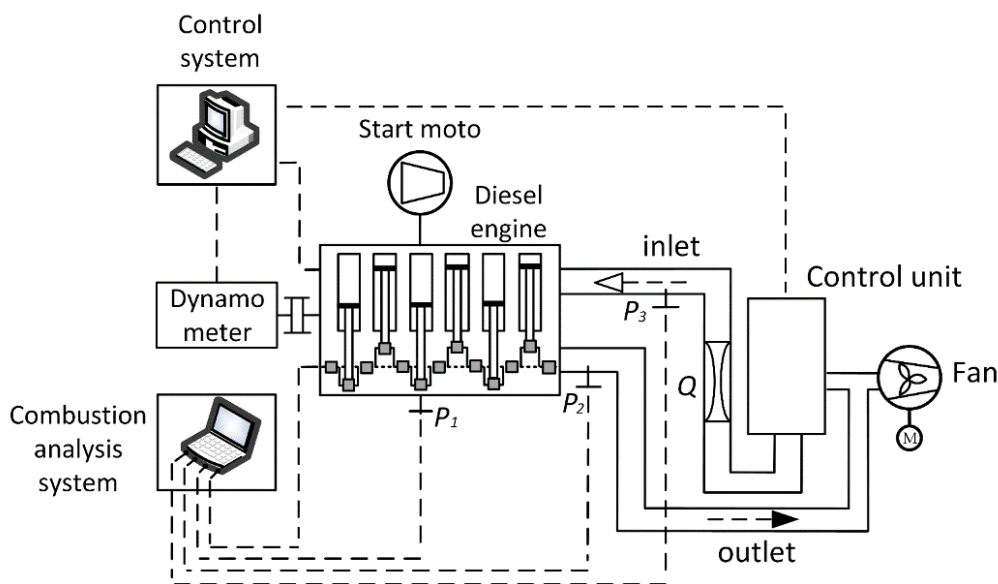 Control
system
Start moto
Diesel
engine
inlet
Control unit
Dynamo
meter
P3
Q
Fan
M
Combustion
analysis
system
P1
P2
outlet